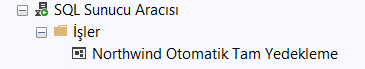 SQL Sunucu Aracısı
İşler
Northwind Otomatik Tam Yedekleme